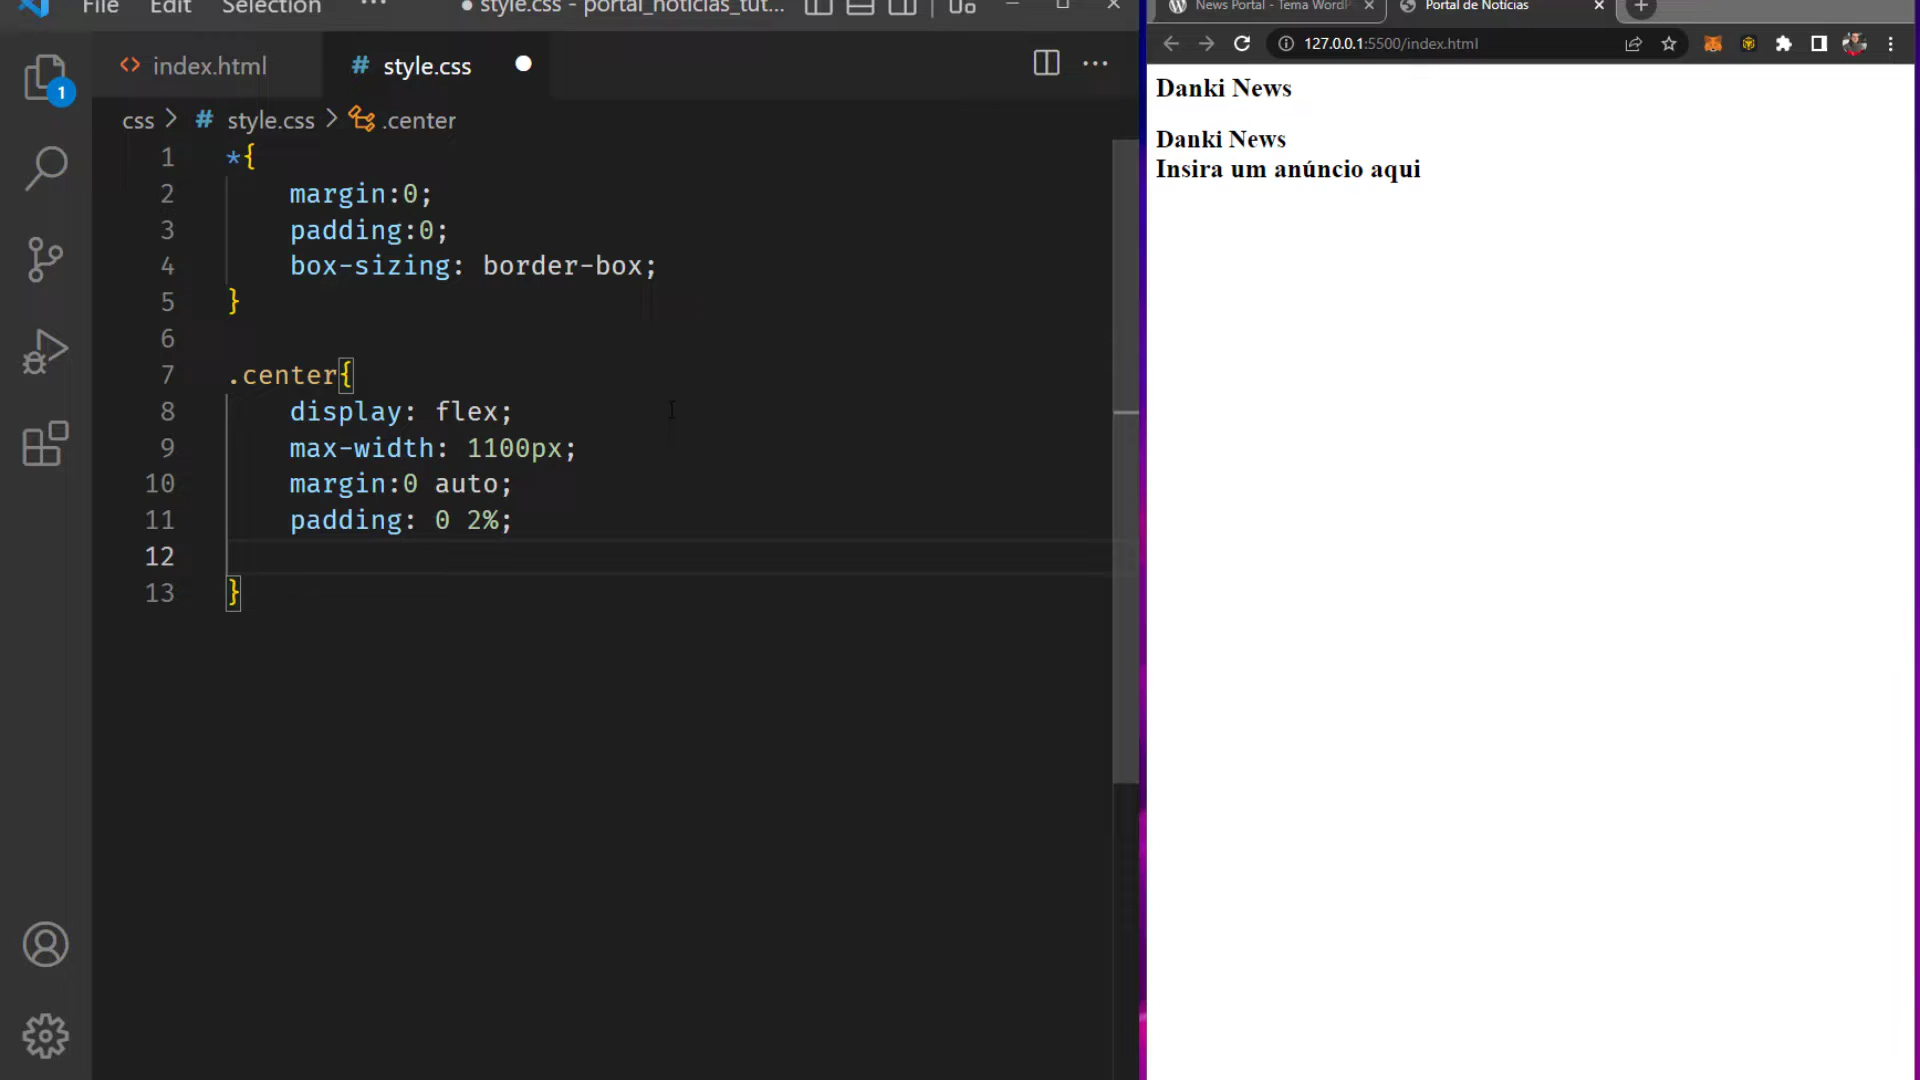 File Edit Selection ···
● style.css - portal_noticias_tut...
index.html
# style.css ●
1
css > # style.css > .center
1 *{
2 margin:0;
3 padding:0;
4 box-sizing: border-box;
5 }
6
7 .center{
8 display: flex;
9 max-width: 1100px;
10 margin:0 auto;
11 padding: 0 2%;
12
13 }
News Portal - Tema WordP
Portal de Notícias
127.0.0.1:5500/index.html
Danki News
Danki News
Insira um anúncio aqui